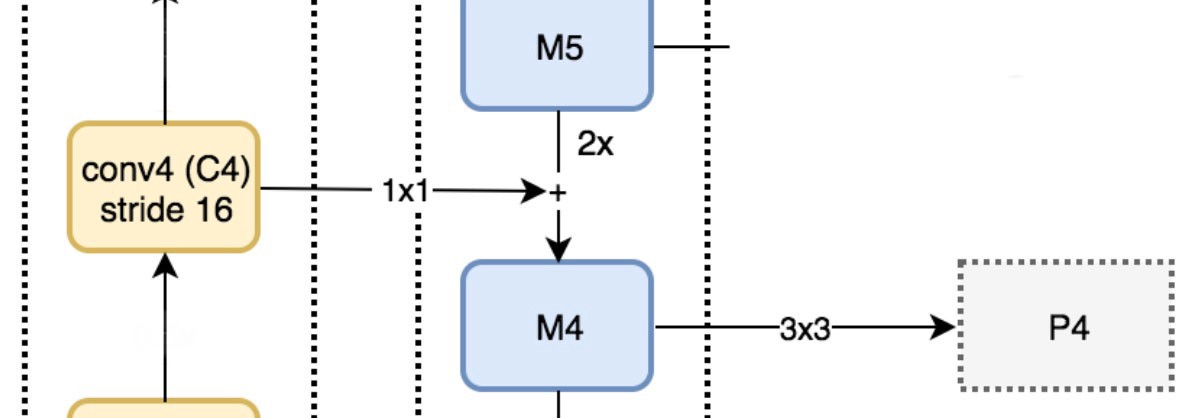 M5
2x
conv4 (C4)
stride 16
1x1
+
M4
3x3
P4